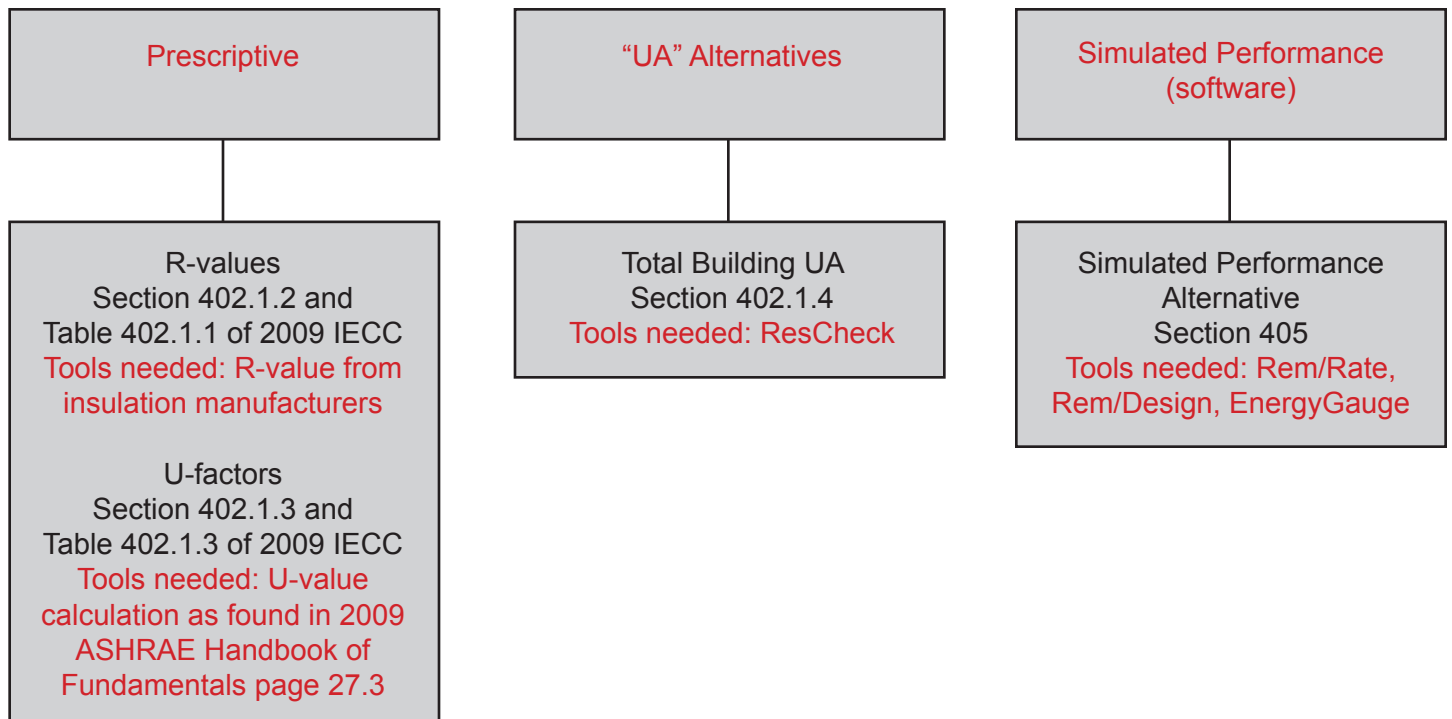 Prescriptive
“UA” Alternatives
Simulated Performance
(software)
R-values
Section 402.1.2 and
Table 402.1.1 of 2009 IECC
Tools needed: R-value from
insulation manufacturers
U-factors
Section 402.1.3 and
Table 402.1.3 of 2009 IECC
Tools needed: U-value
calculation as found in 2009
ASHRAE Handbook of
Fundamentals page 27.3
Total Building UA
Section 402.1.4
Tools needed: ResCheck
Simulated Performance
Alternative
Section 405
Tools needed: Rem/Rate,
Rem/Design, EnergyGauge